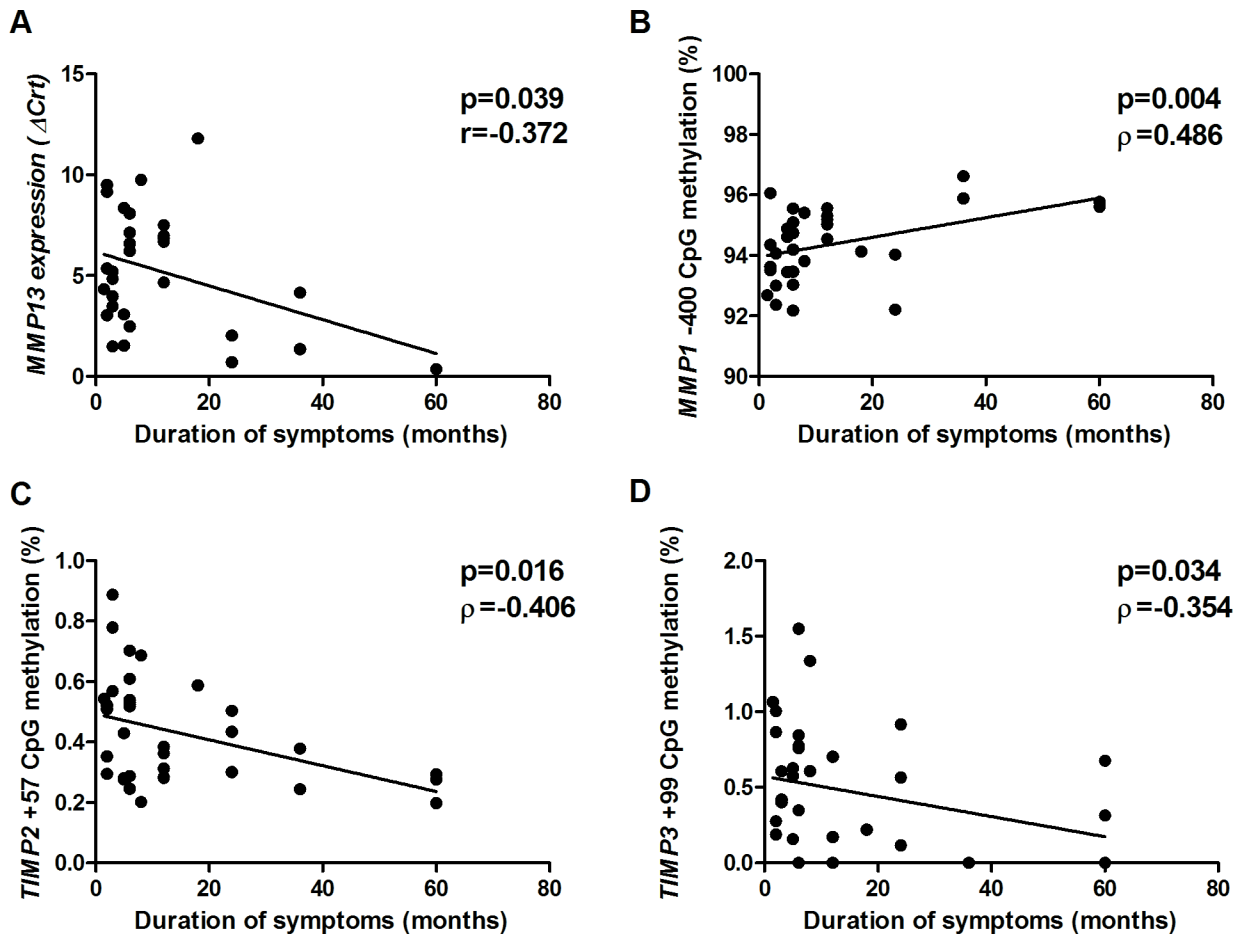 A
MMP13 expression (ΔCrt)
15
10
5
0
0 20 40 60 80
Duration of symptoms (months)
p=0.039
r=-0.372
B
MMP1 -400 CpG methylation (%)
100
98
96
94
92
90
0 20 40 60 80
Duration of symptoms (months)
p=0.004
ρ=0.486
C
TIMP2 +57 CpG methylation (%)
1.0
0.8
0.6
0.4
0.2
0.0
0 20 40 60 80
Duration of symptoms (months)
p=0.016
ρ=-0.406
D
TIMP3 +99 CpG methylation (%)
2.0
1.5
1.0
0.5
0.0
0 20 40 60 80
Duration of symptoms (months)
p=0.034
ρ=-0.354